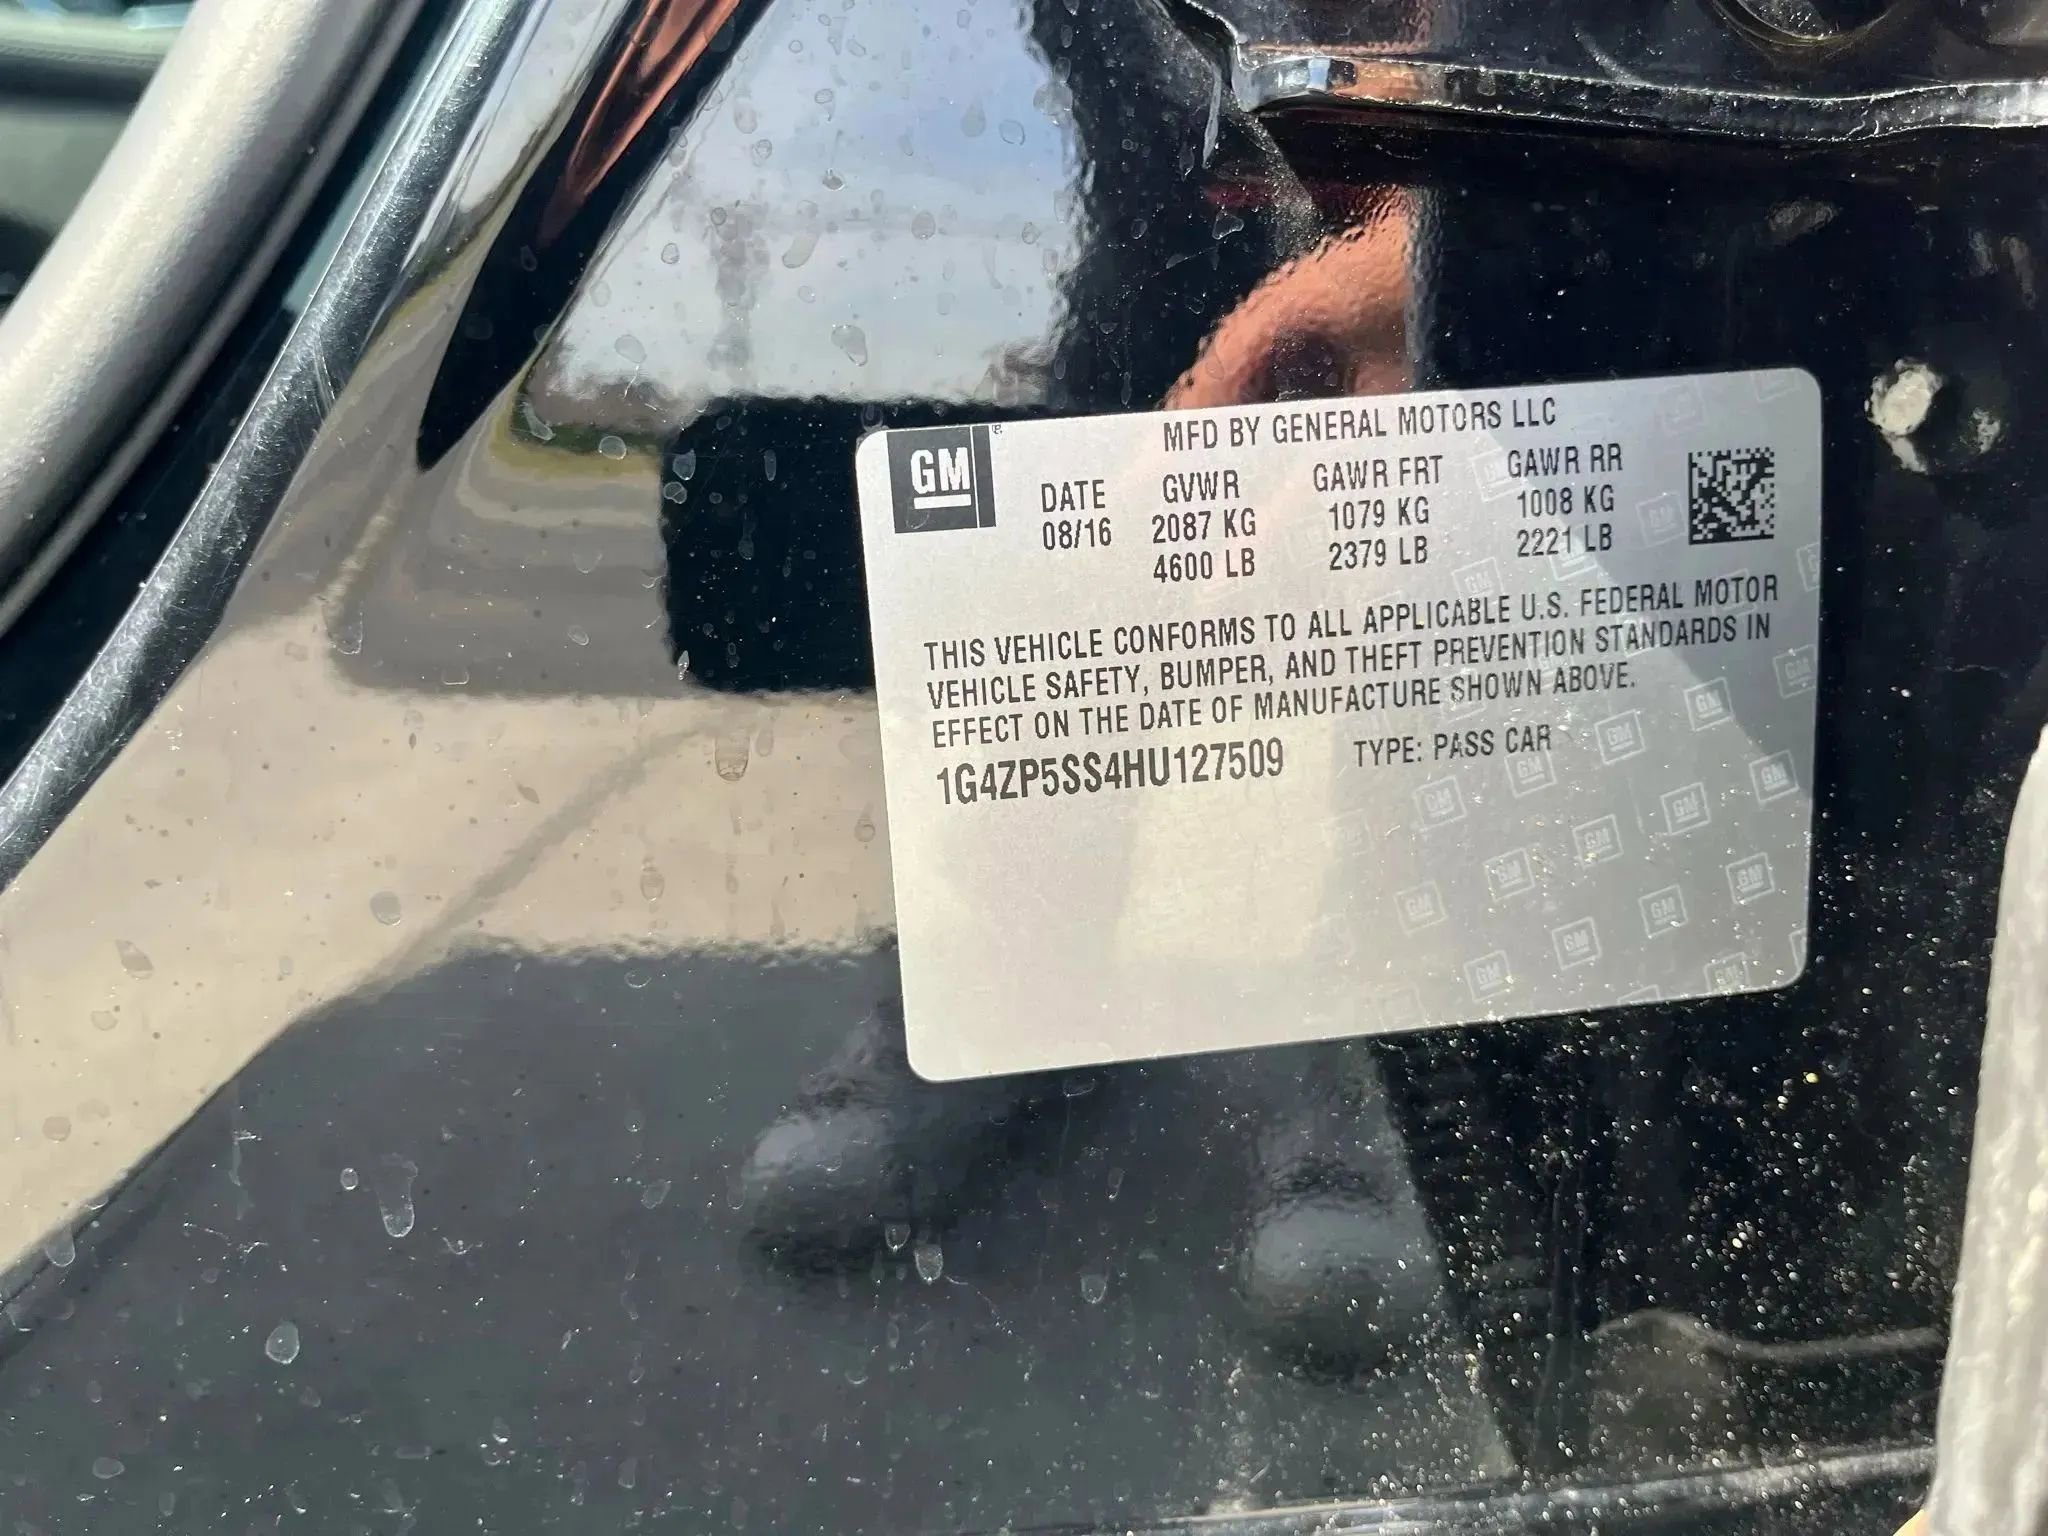 GM
MFD BY GENERAL MOTORS LLC
DATE GVWR GAWR FRT GAWR RR
08/16 2087 KG 1079 KG 1008 KG
4600 LB 2379 LB 2221 LB
THIS VEHICLE CONFORMS TO ALL APPLICABLE U.S. FEDERAL MOTOR
VEHICLE SAFETY, BUMPER, AND THEFT PREVENTION STANDARDS IN
EFFECT ON THE DATE OF MANUFACTURE SHOWN ABOVE.
1G4ZP5SS4HU127509 TYPE: PASS CAR